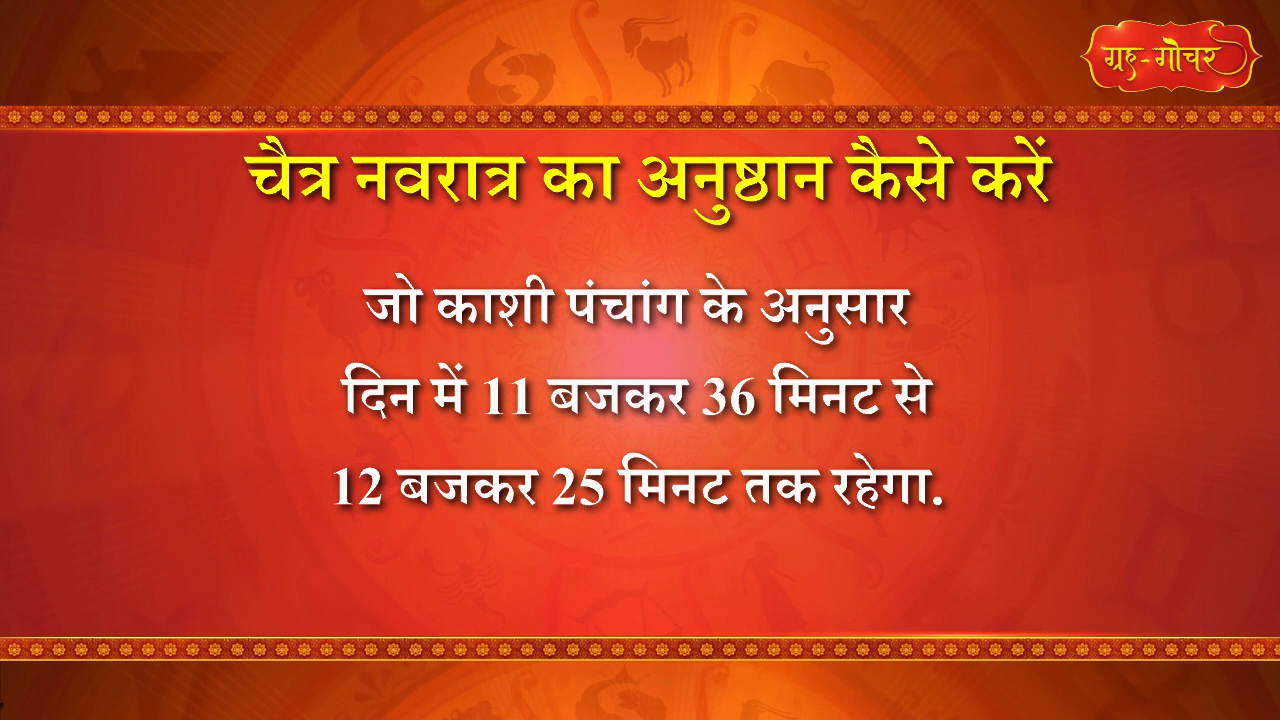 ग्रह-गोचर
चैत्र नवरात्र का अनुष्ठान कैसे करें
जो काशी पंचांग के अनुसार
दिन में 11 बजकर 36 मिनट से
12 बजकर 25 मिनट तक रहेगा.